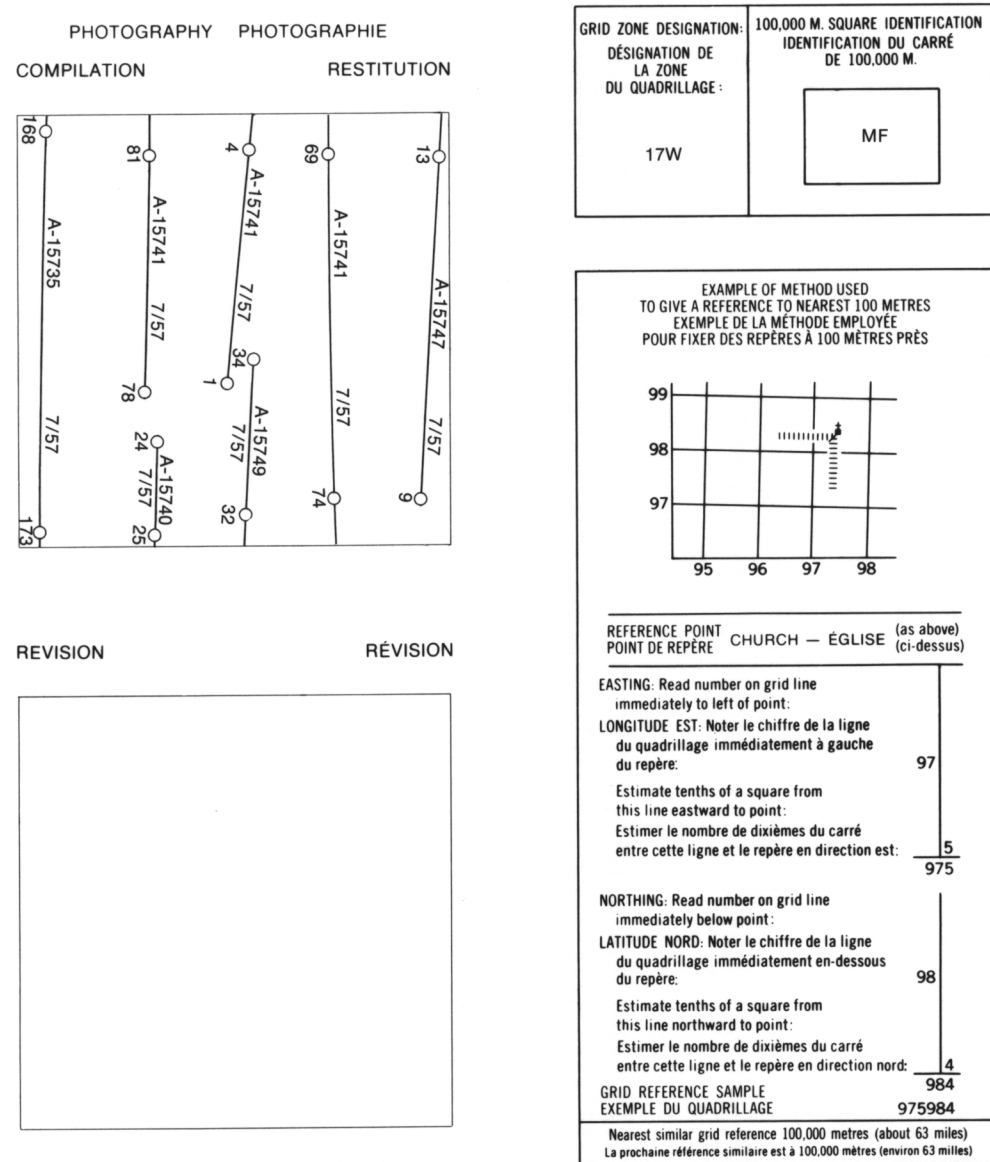 PHOTOGRAPHY PHOTOGRAPHIE
COMPILATION RESTITUTION
168
81
4
69
13
A-15735
A-15741
A-15741
A-15741
A-15747
7/57
7/57
7/57
7/57
7/57
78
1
34
24
A-15740
7/57
A-15749
7/57
74
9
173
25
32
REVISION RÉVISION
GRID ZONE DESIGNATION:
DÉSIGNATION DE
LA ZONE
DU QUADRILLAGE :
17W
100,000 M. SQUARE IDENTIFICATION
IDENTIFICATION DU CARRÉ
DE 100,000 M.
MF
EXAMPLE OF METHOD USED
TO GIVE A REFERENCE TO NEAREST 100 METRES
EXEMPLE DE LA MÉTHODE EMPLOYÉE
POUR FIXER DES REPÈRES À 100 MÈTRES PRÈS
99
98
97
95 96 97 98
REFERENCE POINT
POINT DE REPÈRE
CHURCH — ÉGLISE
(as above)
(ci-dessus)
EASTING: Read number on grid line
immediately to left of point:
LONGITUDE EST: Noter le chiffre de la ligne
du quadrillage immédiatement à gauche
du repère: 97
Estimate tenths of a square from
this line eastward to point:
Estimer le nombre de dixièmes du carré
entre cette ligne et le repère en direction est: 5
975
NORTHING: Read number on grid line
immediately below point:
LATITUDE NORD: Noter le chiffre de la ligne
du quadrillage immédiatement en-dessous
du repère: 98
Estimate tenths of a square from
this line northward to point:
Estimer le nombre de dixièmes du carré
entre cette ligne et le repère en direction nord: 4
984
GRID REFERENCE SAMPLE
EXEMPLE DU QUADRILLAGE 975984
Nearest similar grid reference 100,000 metres (about 63 miles)
La prochaine référence similaire est à 100,000 mètres (environ 63 milles)